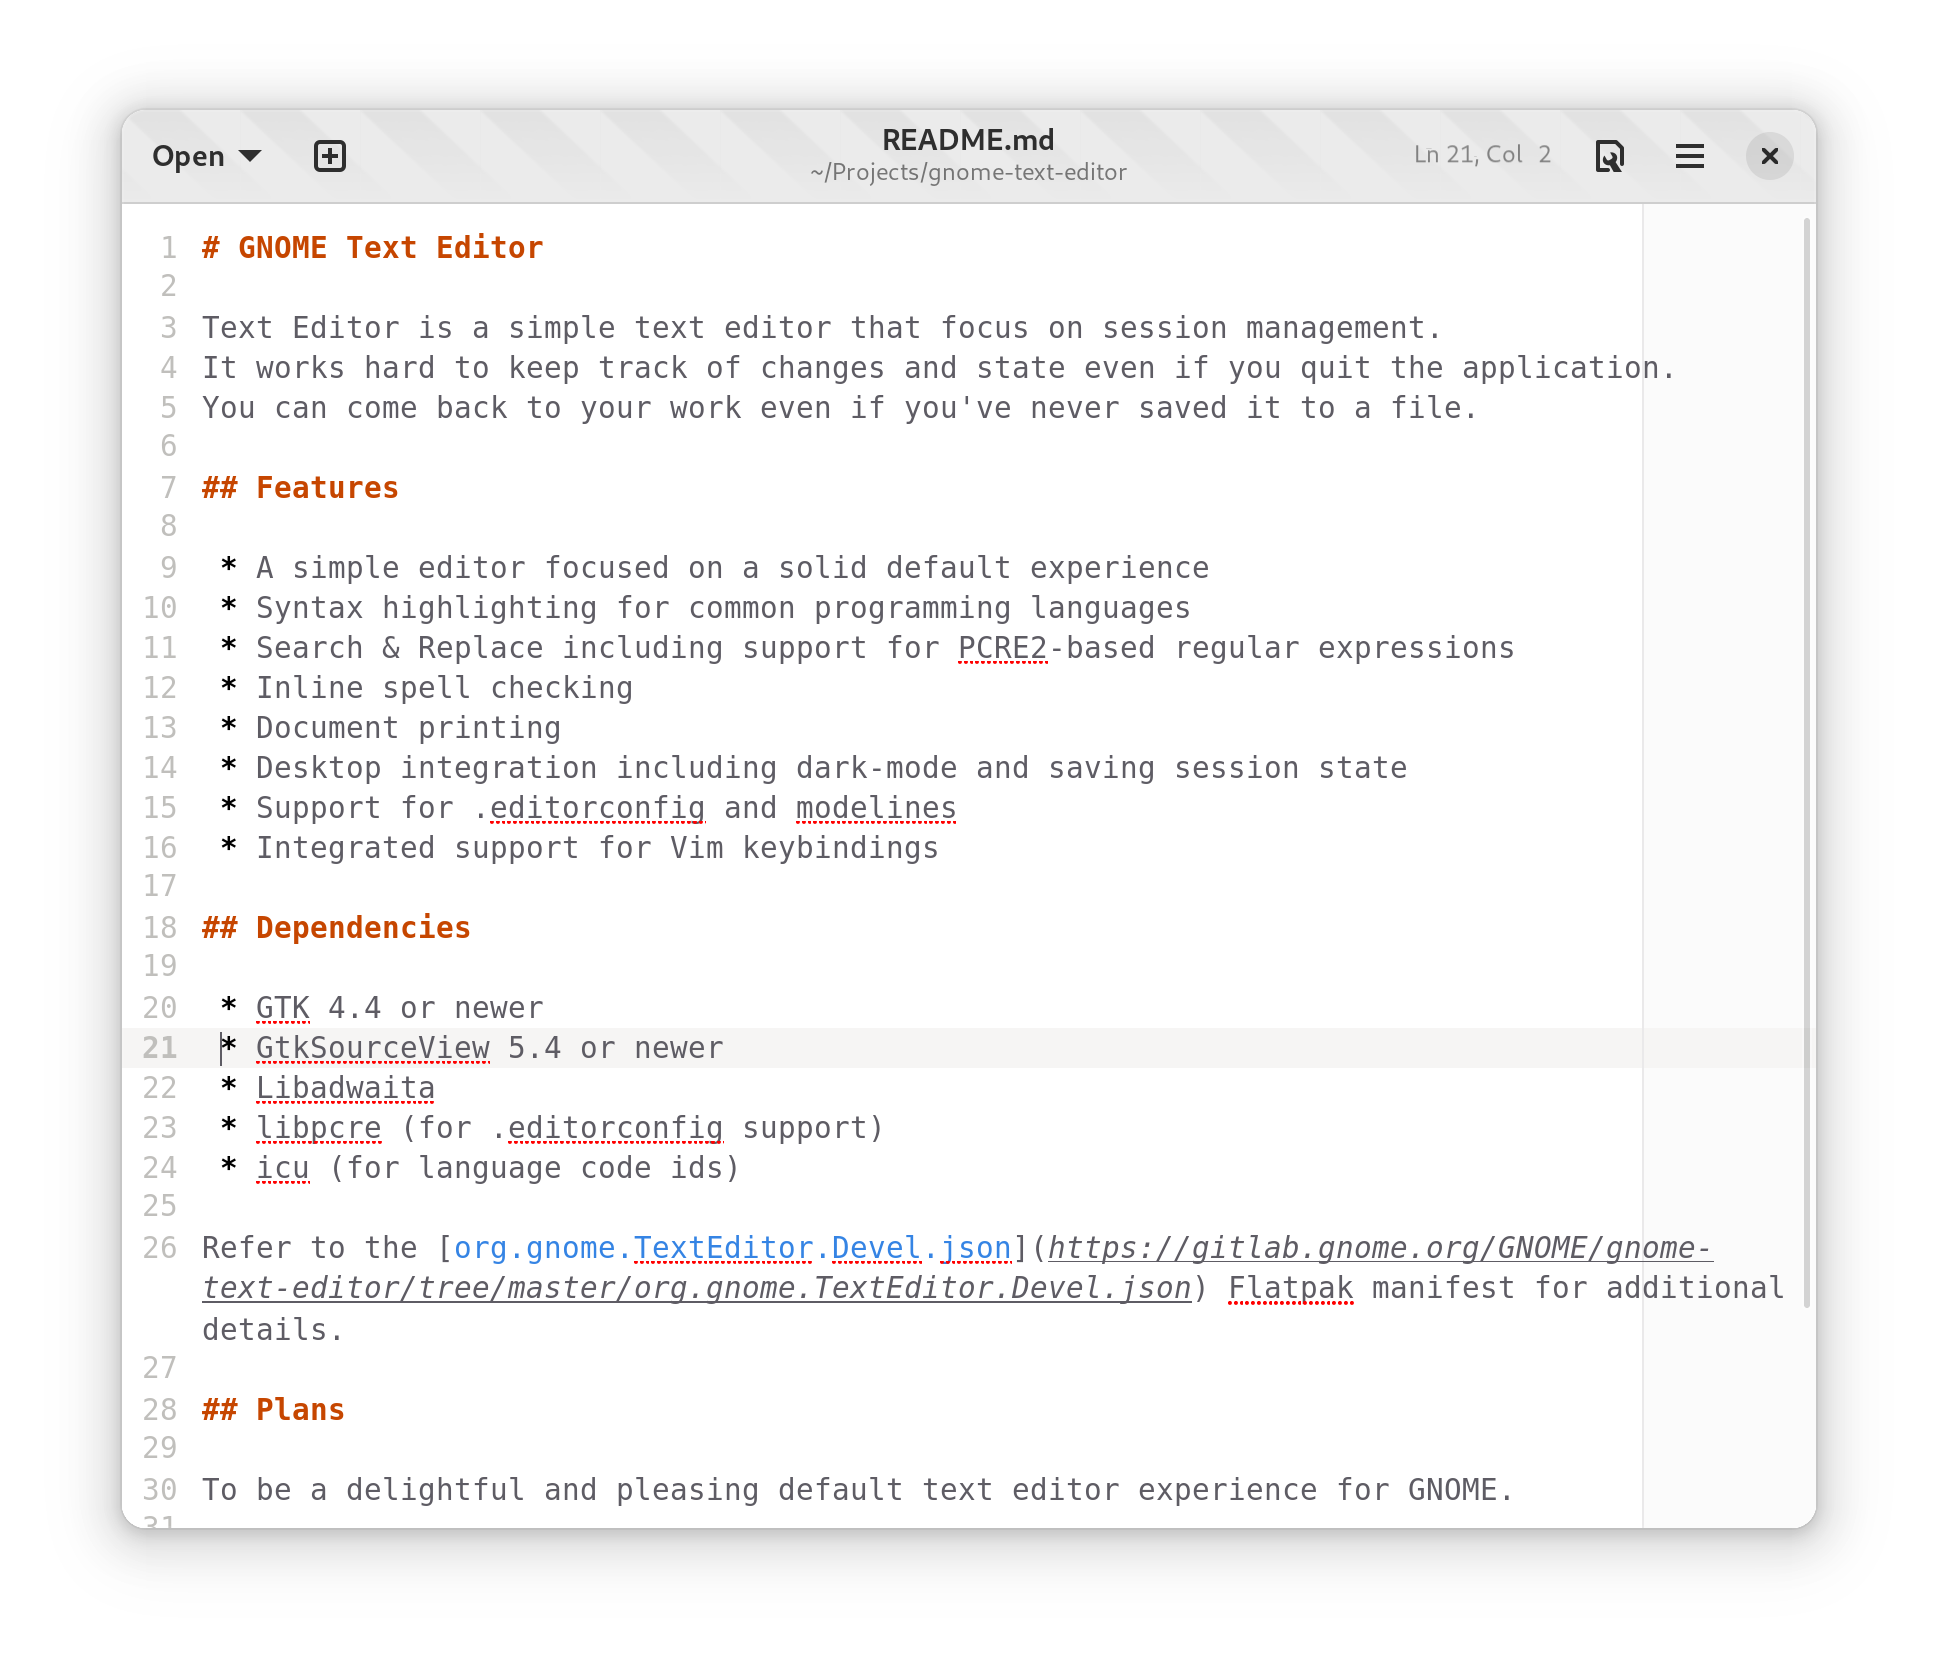 Open
README.md
~/Projects/gnome-text-editor
Ln 21, Col 2
1 # GNOME Text Editor
2
3 Text Editor is a simple text editor that focus on session management.
4 It works hard to keep track of changes and state even if you quit the application.
5 You can come back to your work even if you've never saved it to a file.
6
7 ## Features
8
9 * A simple editor focused on a solid default experience
10 * Syntax highlighting for common programming languages
11 * Search & Replace including support for PCRE2-based regular expressions
12 * Inline spell checking
13 * Document printing
14 * Desktop integration including dark-mode and saving session state
15 * Support for .editorconfig and modelines
16 * Integrated support for Vim keybindings
17
18 ## Dependencies
19
20 * GTK 4.4 or newer
21 * GtkSourceView 5.4 or newer
22 * Libadwaita
23 * libpcre (for .editorconfig support)
24 * icu (for language code ids)
25
26 Refer to the [org.gnome.TextEditor.Devel.json](https://gitlab.gnome.org/GNOME/gnome-
text-editor/tree/master/org.gnome.TextEditor.Devel.json) Flatpak manifest for additional
details.
27
28 ## Plans
29
30 To be a delightful and pleasing default text editor experience for GNOME.
31